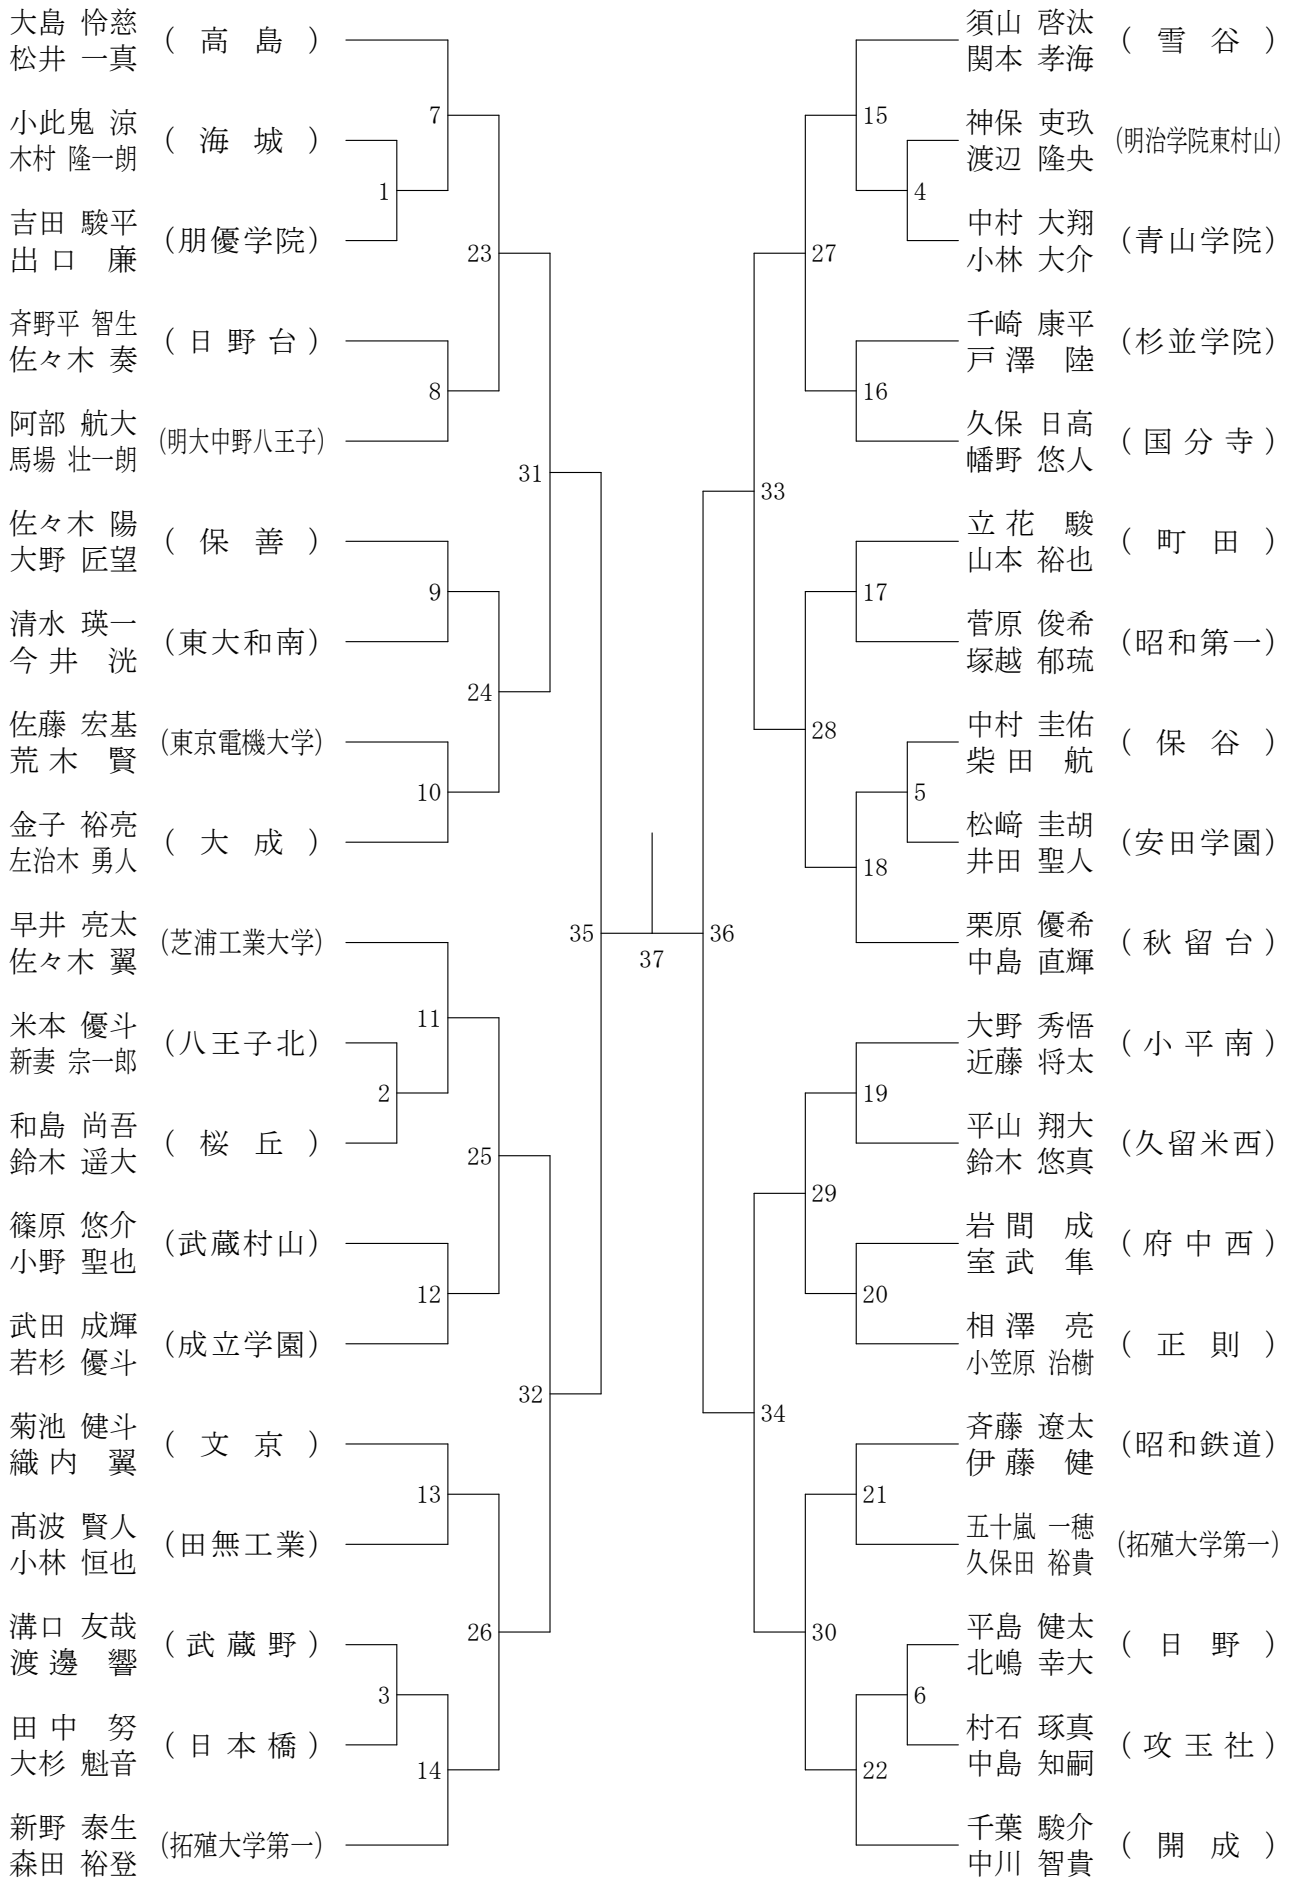 大島 怜慈
松井 一真
(高島)
小此鬼 涼
木村 隆一朗
(海城)
吉田 駿平
出口 廉
(朋優学院)
斉野平 智生
佐々木 奏
(日野台)
阿部 航大
馬場 壮一朗
(明大中野八王子)
佐々木 陽
大野 匠望
(保善)
清水 瑛一
今井 洸
(東大和南)
佐藤 宏基
荒木 賢
(東京電機大学)
金子 裕亮
左治木 勇人
(大成)
早井 亮太
佐々木 翼
(芝浦工業大学)
米本 優斗
新妻 宗一郎
(八王子北)
和島 尚吾
鈴木 遥大
(桜丘)
篠原 悠介
小野 聖也
(武蔵村山)
武田 成輝
若杉 優斗
(成立学園)
菊池 健斗
織内 翼
(文京)
髙波 賢人
小林 恒也
(田無工業)
溝口 友哉
渡邊 響
(武蔵野)
田中 努
大杉 魁音
(日本橋)
新野 泰生
森田 裕登
(拓殖大学第一)
7
1
23
8
31
9
24
10
35
11
2
25
12
32
13
26
3
14
37
36
15
4
27
16
33
17
28
5
18
19
29
20
34
21
30
6
22
須山 啓汰
関本 孝海
(雪谷)
神保 吏玖
渡辺 隆央
(明治学院東村山)
中村 大翔
小林 大介
(青山学院)
千崎 康平
戸澤 陸
(杉並学院)
久保 日高
幡野 悠人
(国分寺)
立花 駿
山本 裕也
(町田)
菅原 俊希
塚越 郁琉
(昭和第一)
中村 圭佑
柴田 航
(保谷)
松﨑 圭胡
井田 聖人
(安田学園)
栗原 優希
中島 直輝
(秋留台)
大野 秀悟
近藤 将太
(小平南)
平山 翔大
鈴木 悠真
(久留米西)
岩間 成
室武 隼
(府中西)
相澤 亮
小笠原 治樹
(正則)
斉藤 遼太
伊藤 健
(昭和鉄道)
五十嵐 一穂
久保田 裕貴
(拓殖大学第一)
平島 健太
北嶋 幸大
(日野)
村石 琢真
中島 知嗣
(攻玉社)
千葉 駿介
中川 智貴
(開成)